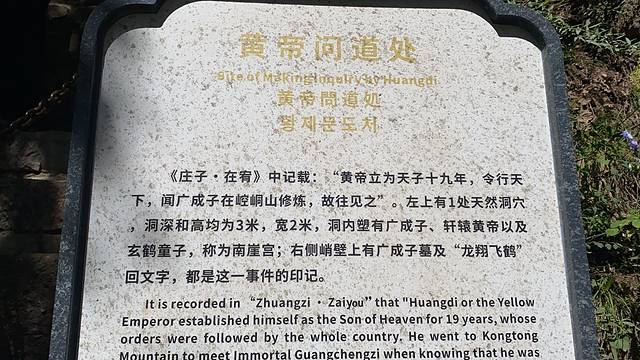 黄帝问道处
Site of Making Inquiry by Huangdi
黄帝問道処
황제문도처
《庄子·在宥》中记载：“黄帝立为天子十九年，令行天
下，闻广成子在崆峒山修炼，故往见之”。左上有1处天然洞穴
，洞深和高均为3米，宽2米，洞内塑有广成子、轩辕黄帝以及
玄鹤童子，称为南崖宫；右侧峭壁上有广成子墓及“龙翔飞鹤”
回文字，都是这一事件的印记。
It is recorded in “Zhuangzi · Zaiyou” that "Huangdi or the Yellow
Emperor established himself as the Son of Heaven for 19 years, whose
orders were followed by the whole country. He went to Kongtong
Mountain to meet Immortal Guangchengzi when knowing that he was